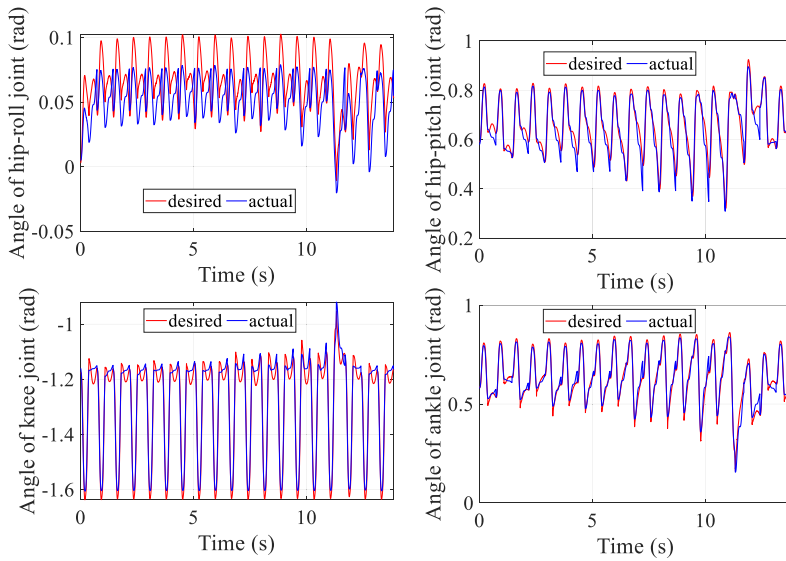 Angle of hip-roll joint (rad)
0.1
0.05
0
-0.05
desired actual
0 5 10
Time (s)
Angle of hip-pitch joint (rad)
1
0.8
0.6
0.4
0.2
desired actual
0 5 10
Time (s)
Angle of knee joint (rad)
-1
-1.2
-1.4
-1.6
desired actual
0 5 10
Time (s)
Angle of ankle joint (rad)
1
0.5
0
desired actual
0 5 10
Time (s)